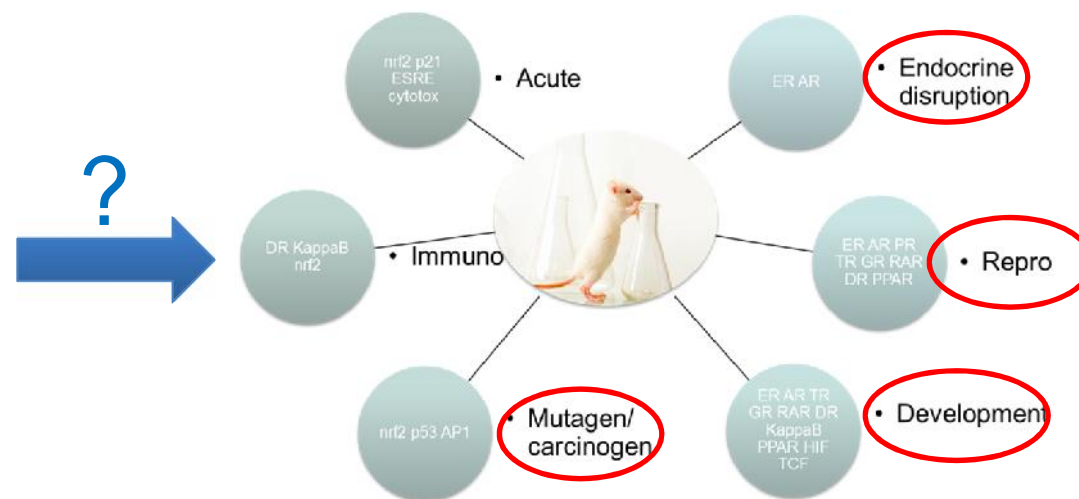 ?
nrf2 p21
ESRE
cytotox
• Acute
ER AR
• Endocrine
disruption
DR KappaB
nrf2
• Immuno
ER AR PR
TR GR RAR
DR PPAR
• Repro
nrf2 p53 AP1
• Mutagen/
carcinogen
ER AR TR
GR RAR DR
KappaB
PPAR HIF
TCF
• Development